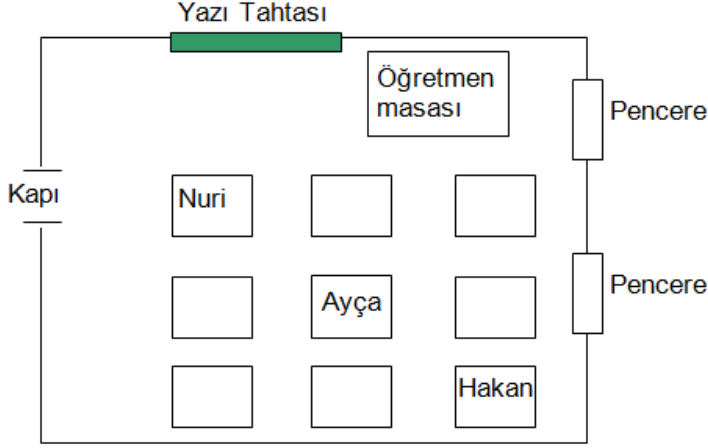 Yazı Tahtası
Öğretmen
masası
Pencere
Kapı
Nuri
Pencere
Ayça
Hakan